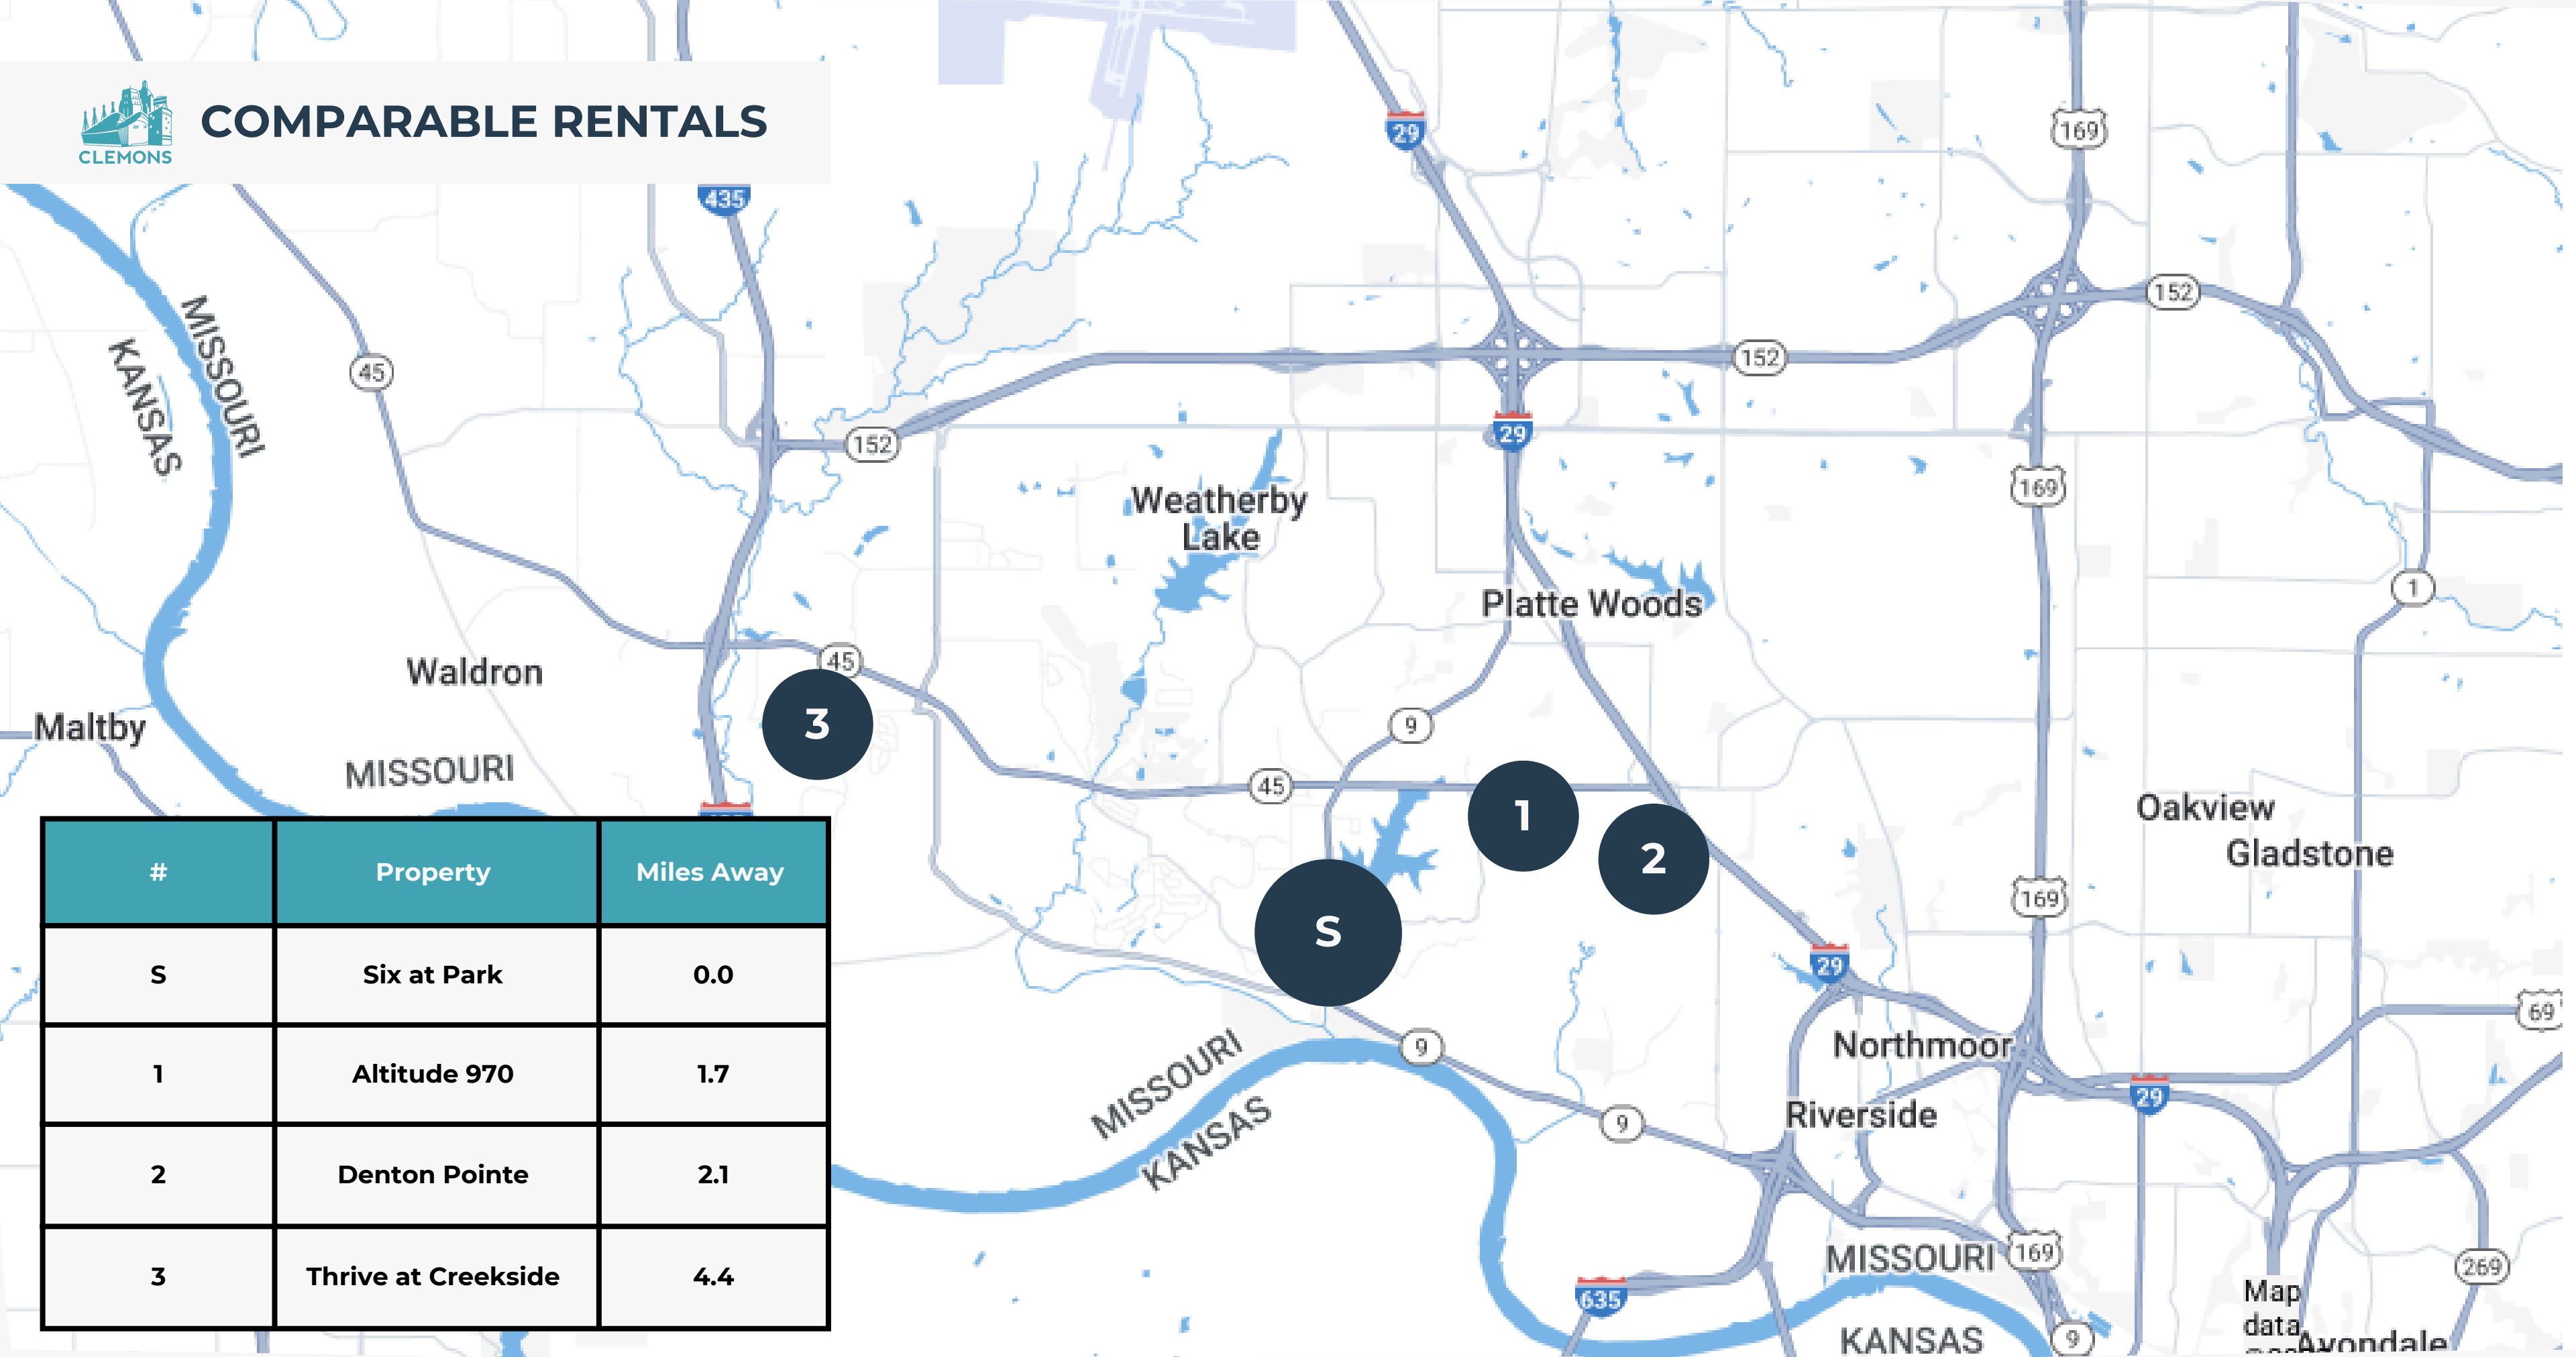 CLEMONS
COMPARABLE RENTALS
29
169
435
152
MISSOURI
KANSAS
45
152
29
152
169
Weatherby
Lake
1
Platte Woods
45
Waldron
3
9
Maltby
MISSOURI
45
1
Oakview
2
Gladstone
169
S
29
69
9
Northmoor
MISSOURI
KANSAS
29
9
Riverside
MISSOURI
169
269
635
Map
data
KANSAS
9
Avondale
# Property Miles Away
S Six at Park 0.0
1 Altitude 970 1.7
2 Denton Pointe 2.1
3 Thrive at Creekside 4.4